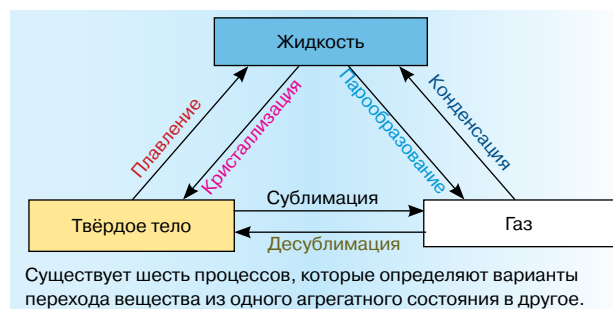 Жидкость
Плавление
Кристаллизация
Парообразование
Конденсация
Сублимация
Твёрдое тело
Газ
Десублимация
Существует шесть процессов, которые определяют варианты
перехода вещества из одного агрегатного состояния в другое.